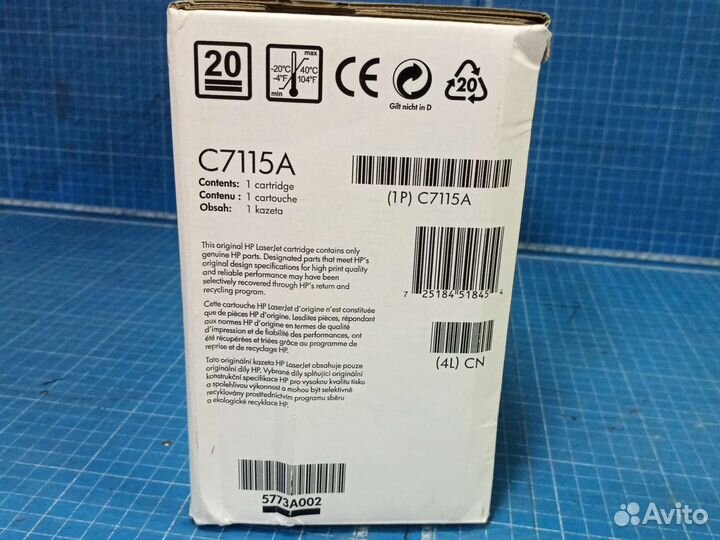 20
max
-20°C 40°C
-4°F 104°F
min
CE
Gilt nicht in D
20
C7115A
Contents: 1 cartridge
Contenu : 1 cartouche
Obsah: 1 kazeta
(1P) C7115A
This original HP LaserJet cartridge contains only
genuine HP parts. Designated parts that meet HP's
original design specifications for high print quality
and reliable performance may have been
selectively recovered through HP's return and
recycling program.
7 25184 51845 4
Cette cartouche HP LaserJet d'origine n'est constituée
que de pièces HP d'origine. Lesdites pièces, répondant
aux normes HP d'origine en termes de qualité
d'impression et de fiabilité des performances, ont
été récupérées et triées grâce au programme de
reprise et de recyclage HP.
(4L) CN
Tato originální kazeta HP LaserJet obsahuje pouze
originální díly HP. Vybrané díly splňující originální
konstrukční specifikace HP pro vysokou kvalitu tisku
a spolehlivou výkonnost a mohou být selektivně
recyklovány prostřednictvím programu sběru
a ekologické recyklace HP.
5773A002
Avito